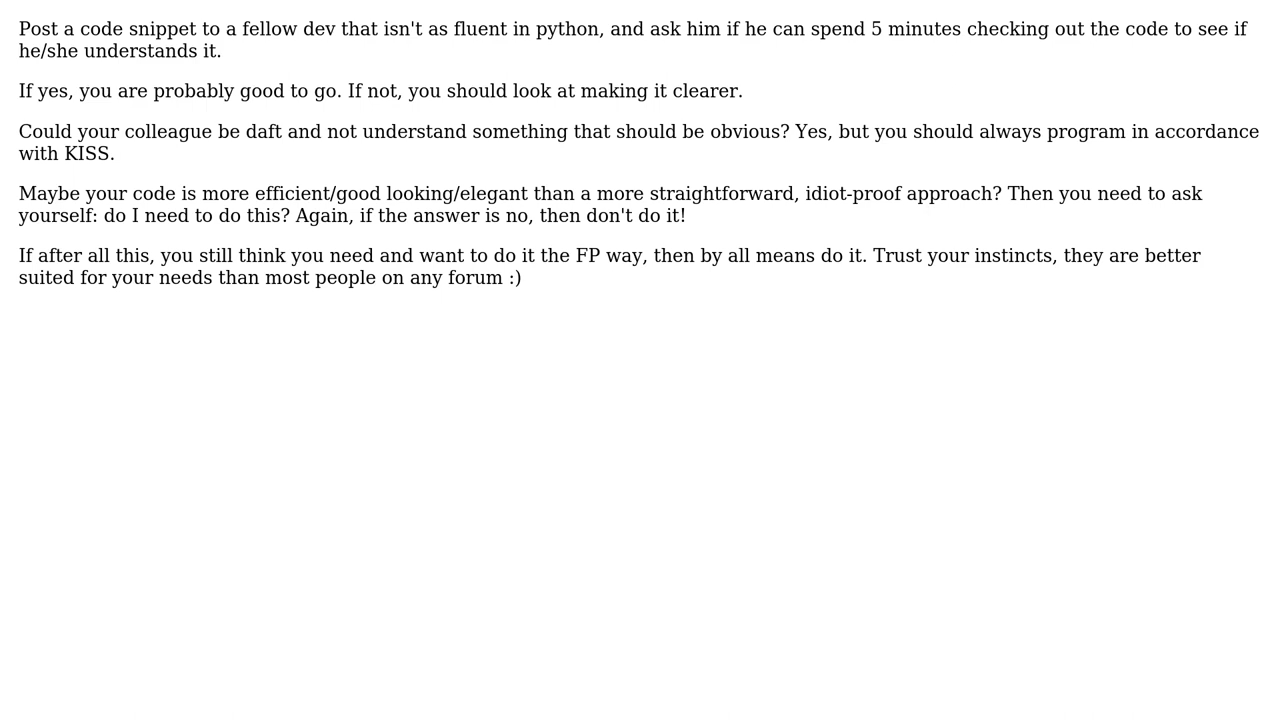 Post a code snippet to a fellow dev that isn't as fluent in python, and ask him if he can spend 5 minutes checking out the code to see if
he/she understands it.
If yes, you are probably good to go. If not, you should look at making it clearer.
Could your colleague be daft and not understand something that should be obvious? Yes, but you should always program in accordance
with KISS.
Maybe your code is more efficient/good looking/elegant than a more straightforward, idiot-proof approach? Then you need to ask
yourself: do I need to do this? Again, if the answer is no, then don't do it!
If after all this, you still think you need and want to do it the FP way, then by all means do it. Trust your instincts, they are better
suited for your needs than most people on any forum :)